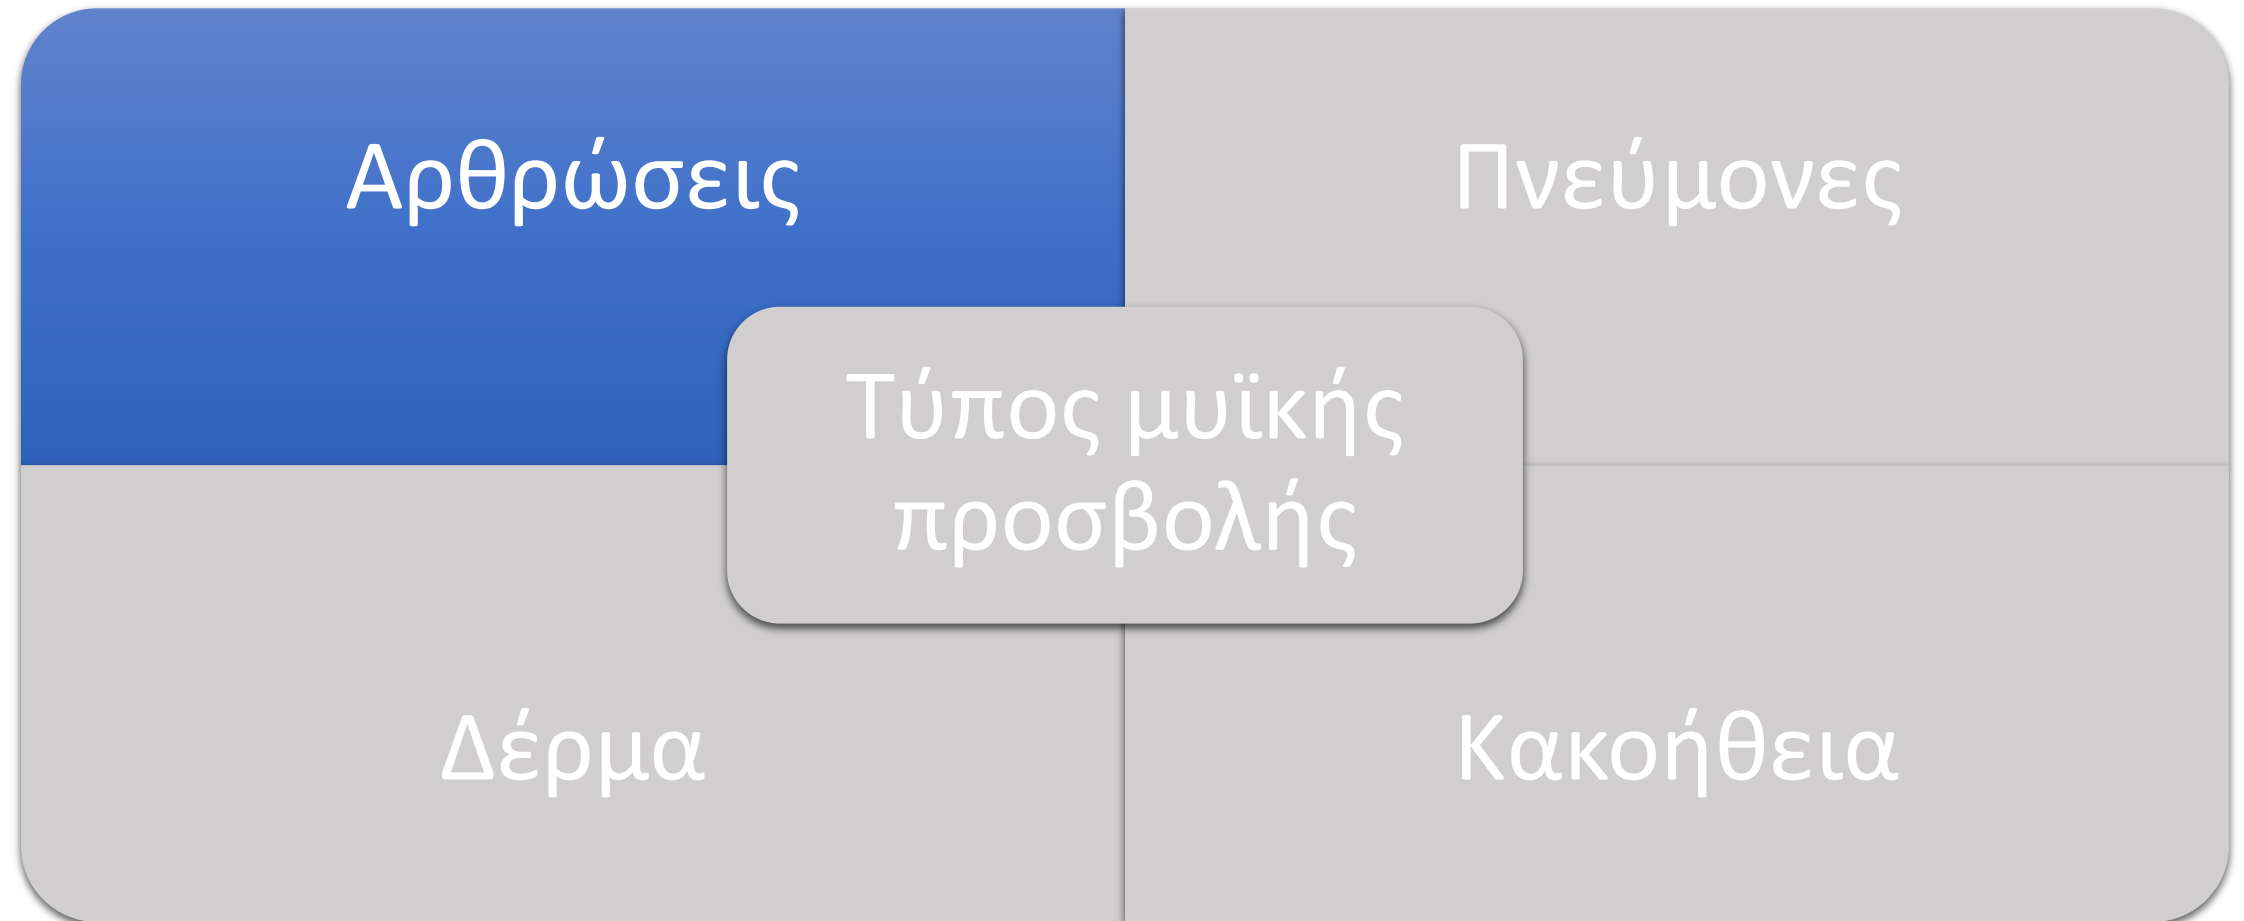 Αρθρώσεις
Πνεύμονες
Τύπος μυϊκής
προσβολής
Δέρμα
Κακοήθεια